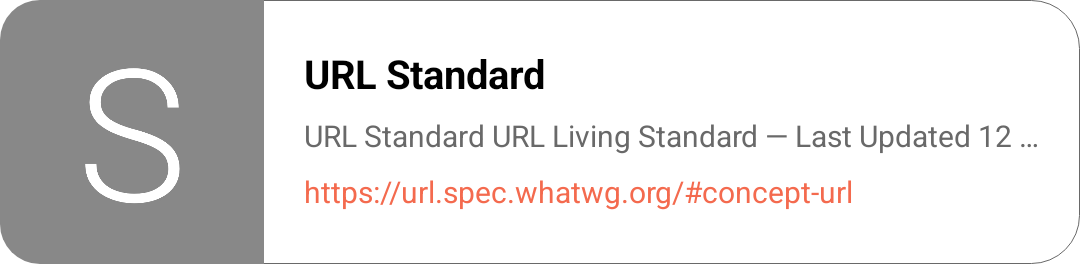 S
URL Standard
URL Standard URL Living Standard — Last Updated 12 ...
https://url.spec.whatwg.org/#concept-url